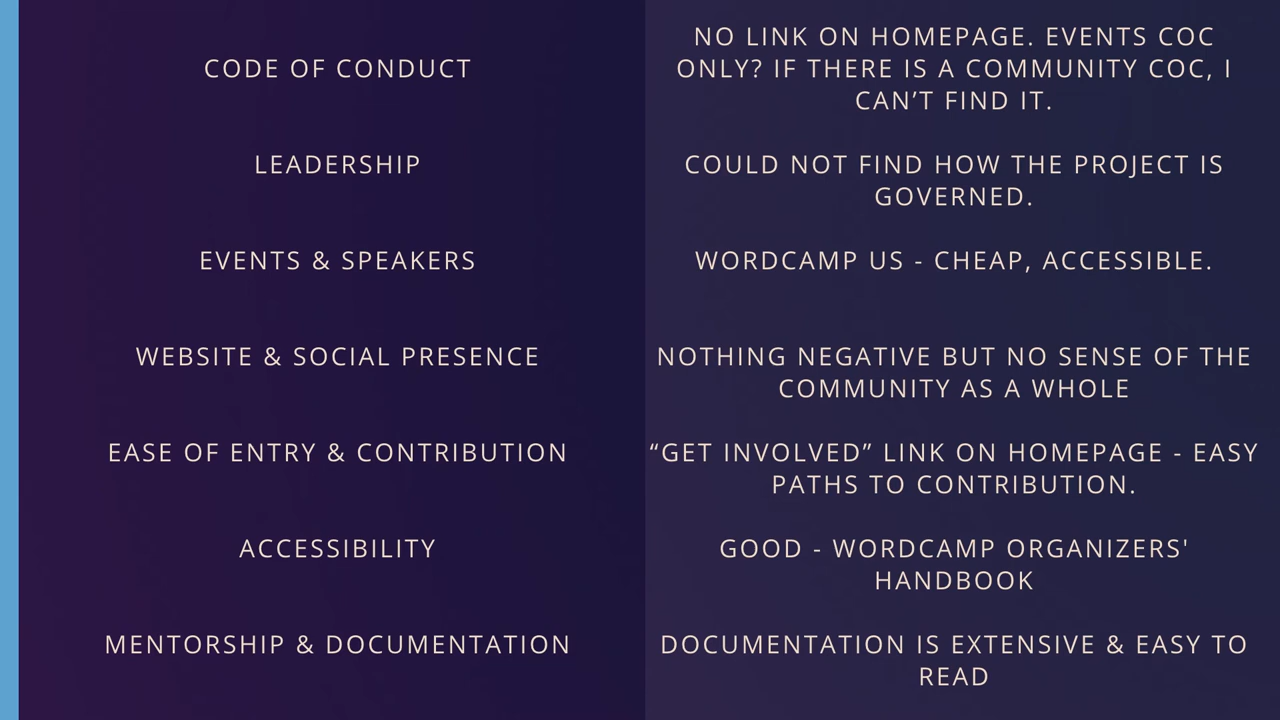 CODE OF CONDUCT
NO LINK ON HOMEPAGE. EVENTS COC
ONLY? IF THERE IS A COMMUNITY COC, I
CAN’T FIND IT.
LEADERSHIP
COULD NOT FIND HOW THE PROJECT IS
GOVERNED.
EVENTS & SPEAKERS
WORDCAMP US - CHEAP, ACCESSIBLE.
WEBSITE & SOCIAL PRESENCE
NOTHING NEGATIVE BUT NO SENSE OF THE
COMMUNITY AS A WHOLE
EASE OF ENTRY & CONTRIBUTION
“GET INVOLVED” LINK ON HOMEPAGE - EASY
PATHS TO CONTRIBUTION.
ACCESSIBILITY
GOOD - WORDCAMP ORGANIZERS'
HANDBOOK
MENTORSHIP & DOCUMENTATION
DOCUMENTATION IS EXTENSIVE & EASY TO
READ